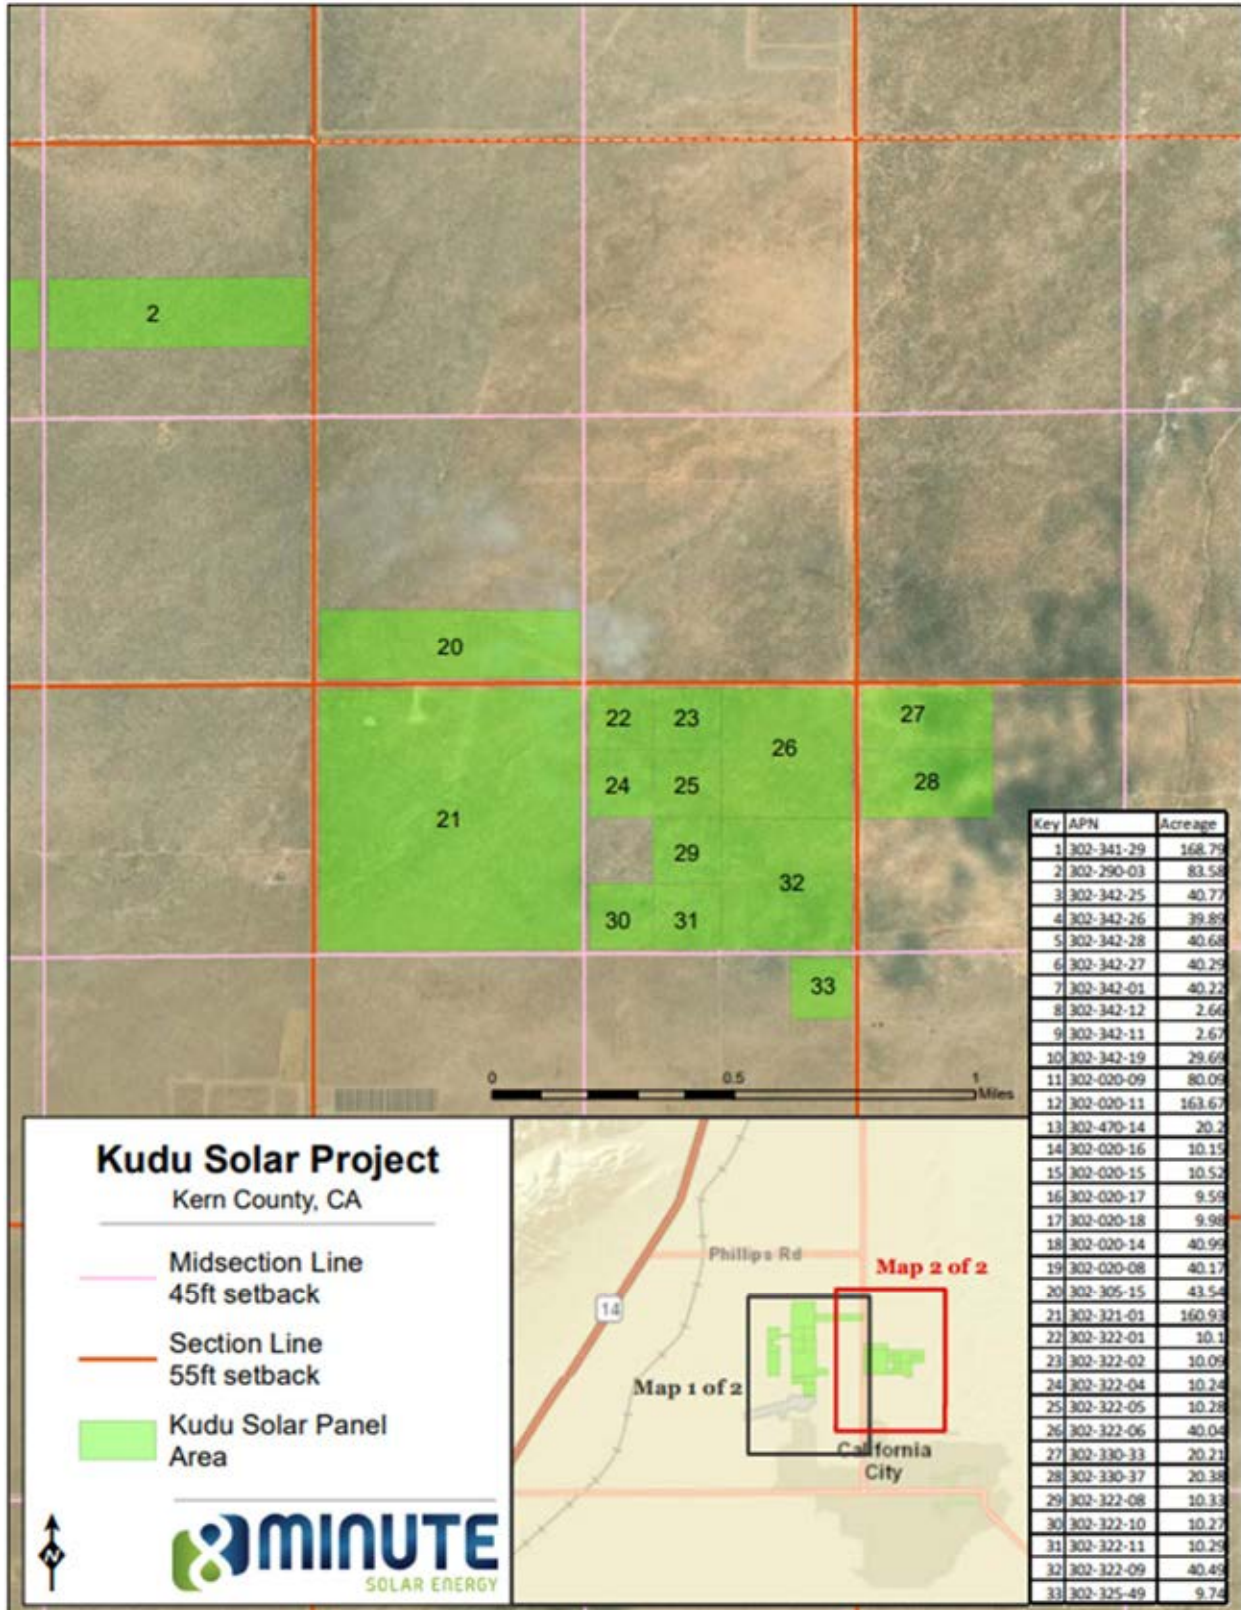 2
20
22
23
26
27
24
25
28
21
29
32
30
31
33
0
0.5
1
Miles
Key APN Acreage
1 302-341-29 168.79
2 302-290-03 83.58
3 302-342-25 40.77
4 302-342-26 39.89
5 302-342-28 40.68
6 302-342-27 40.29
7 302-342-01 40.22
8 302-342-12 2.66
9 302-342-11 2.67
10 302-342-19 29.69
11 302-020-09 80.09
12 302-020-11 163.67
13 302-470-14 20.2
14 302-020-16 10.15
15 302-020-15 10.52
16 302-020-17 9.59
17 302-020-18 9.98
18 302-020-14 40.99
19 302-020-08 40.17
20 302-305-15 43.54
21 302-321-01 160.93
22 302-322-01 10.1
23 302-322-02 10.09
24 302-322-04 10.24
25 302-322-05 10.28
26 302-322-06 40.04
27 302-330-33 20.21
28 302-330-37 20.38
29 302-322-08 10.33
30 302-322-10 10.27
31 302-322-11 10.29
32 302-322-09 40.49
33 302-325-49 9.74
Kudu Solar Project
Kern County, CA
Midsection Line
45ft setback
Section Line
55ft setback
Kudu Solar Panel
Area
N
8MINUTE
SOLAR ENERGY
Phillips Rd
Map 2 of 2
14
Map 1 of 2
California
City